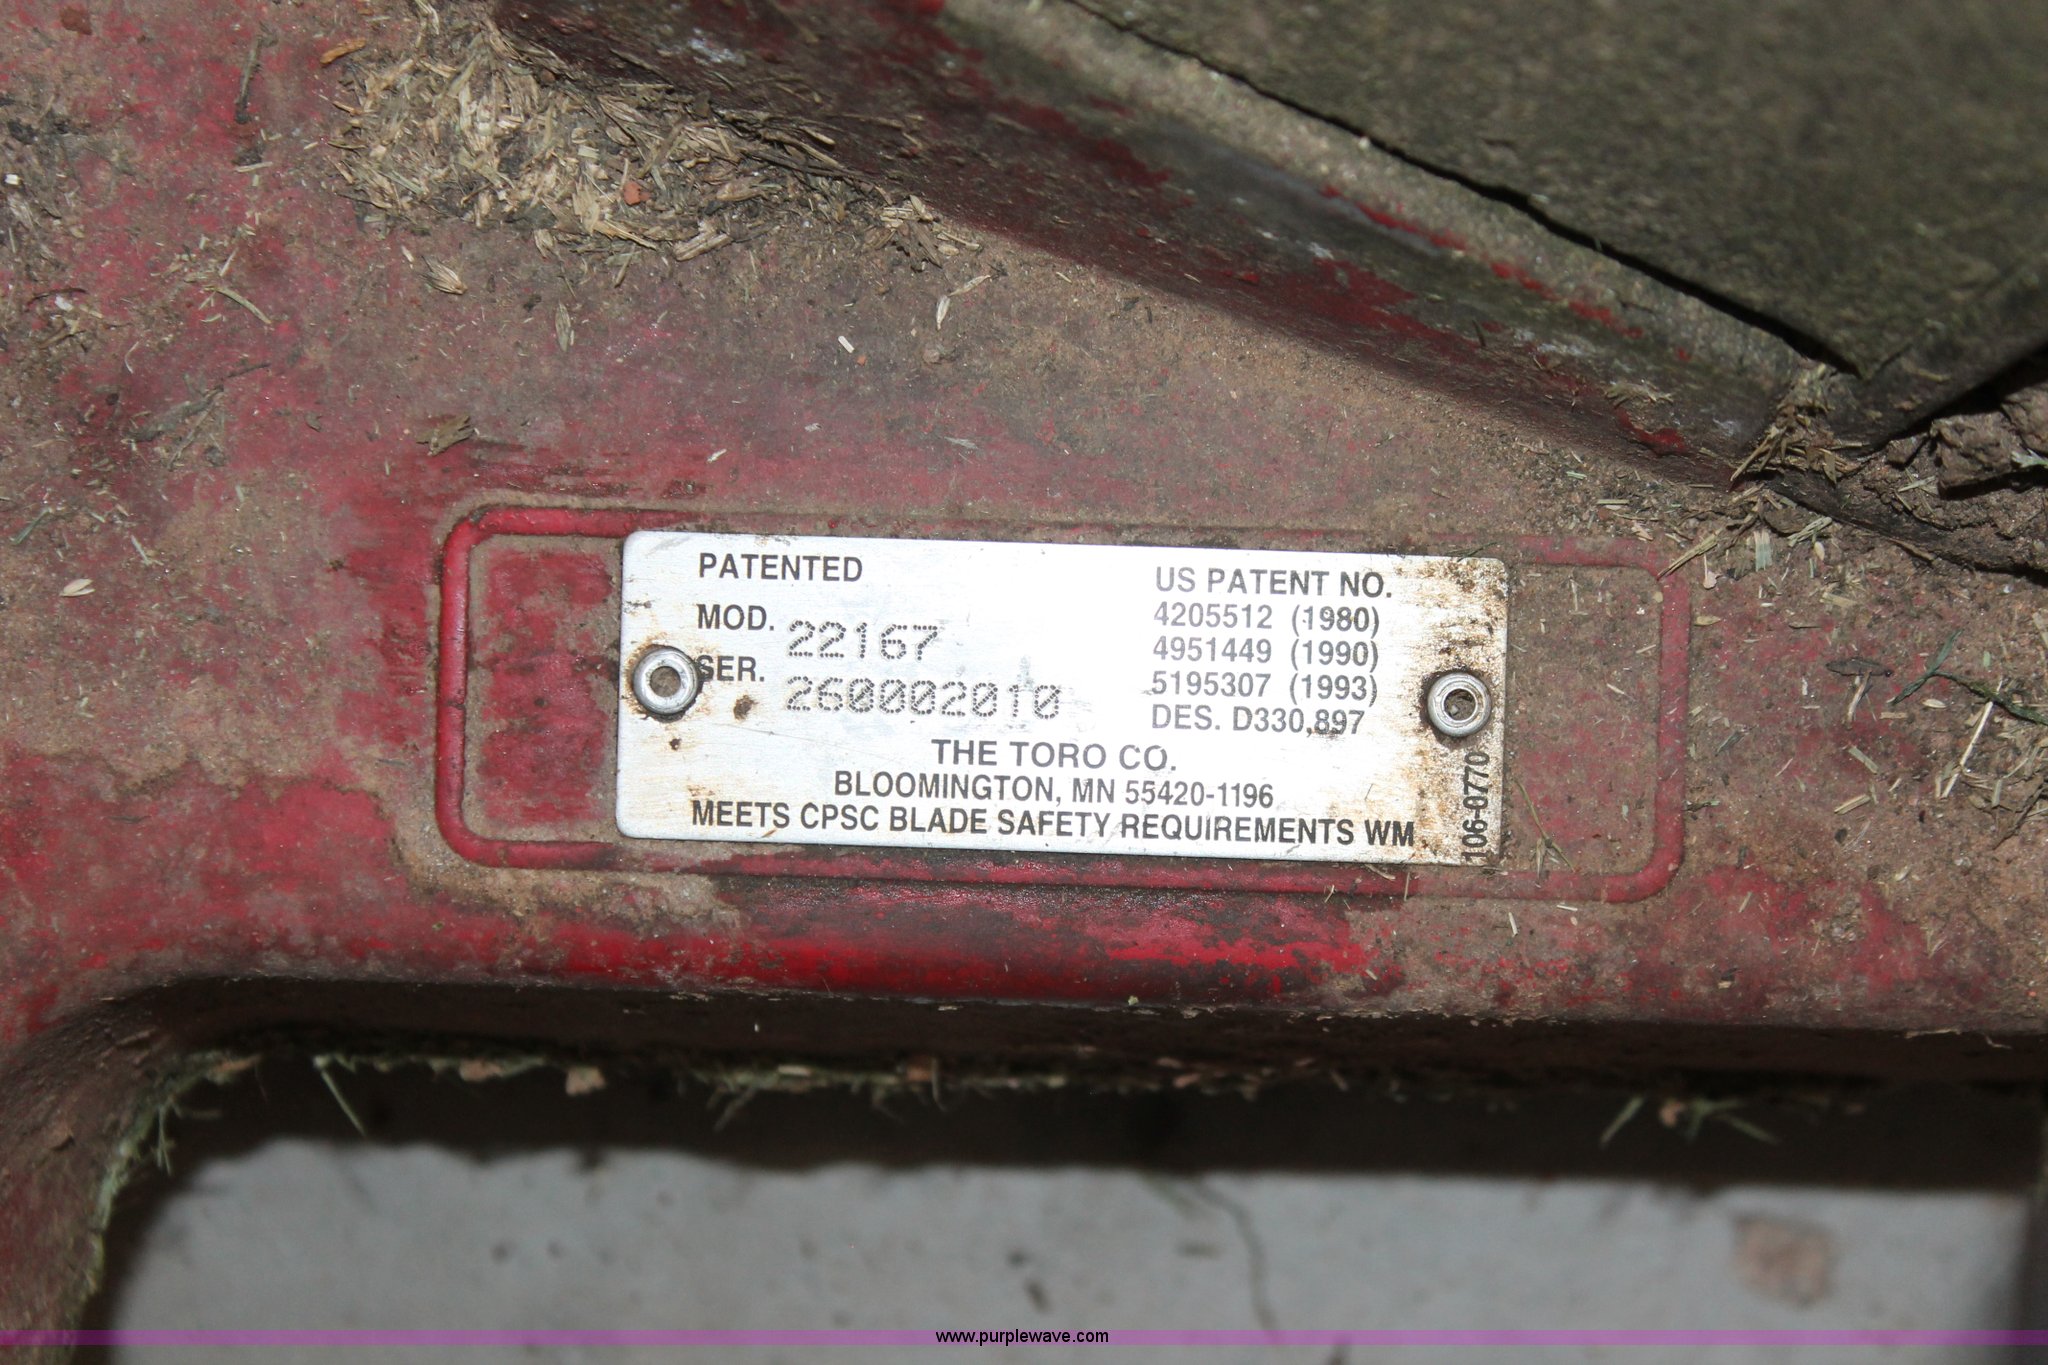 PATENTED
MOD. 22167
SER. 260002010
US PATENT NO.
4205512 (1980)
4951449 (1990)
5195307 (1993)
DES. D330,897
THE TORO CO.
BLOOMINGTON, MN 55420-1196
MEETS CPSC BLADE SAFETY REQUIREMENTS WM
106-0770
www.purplewave.com